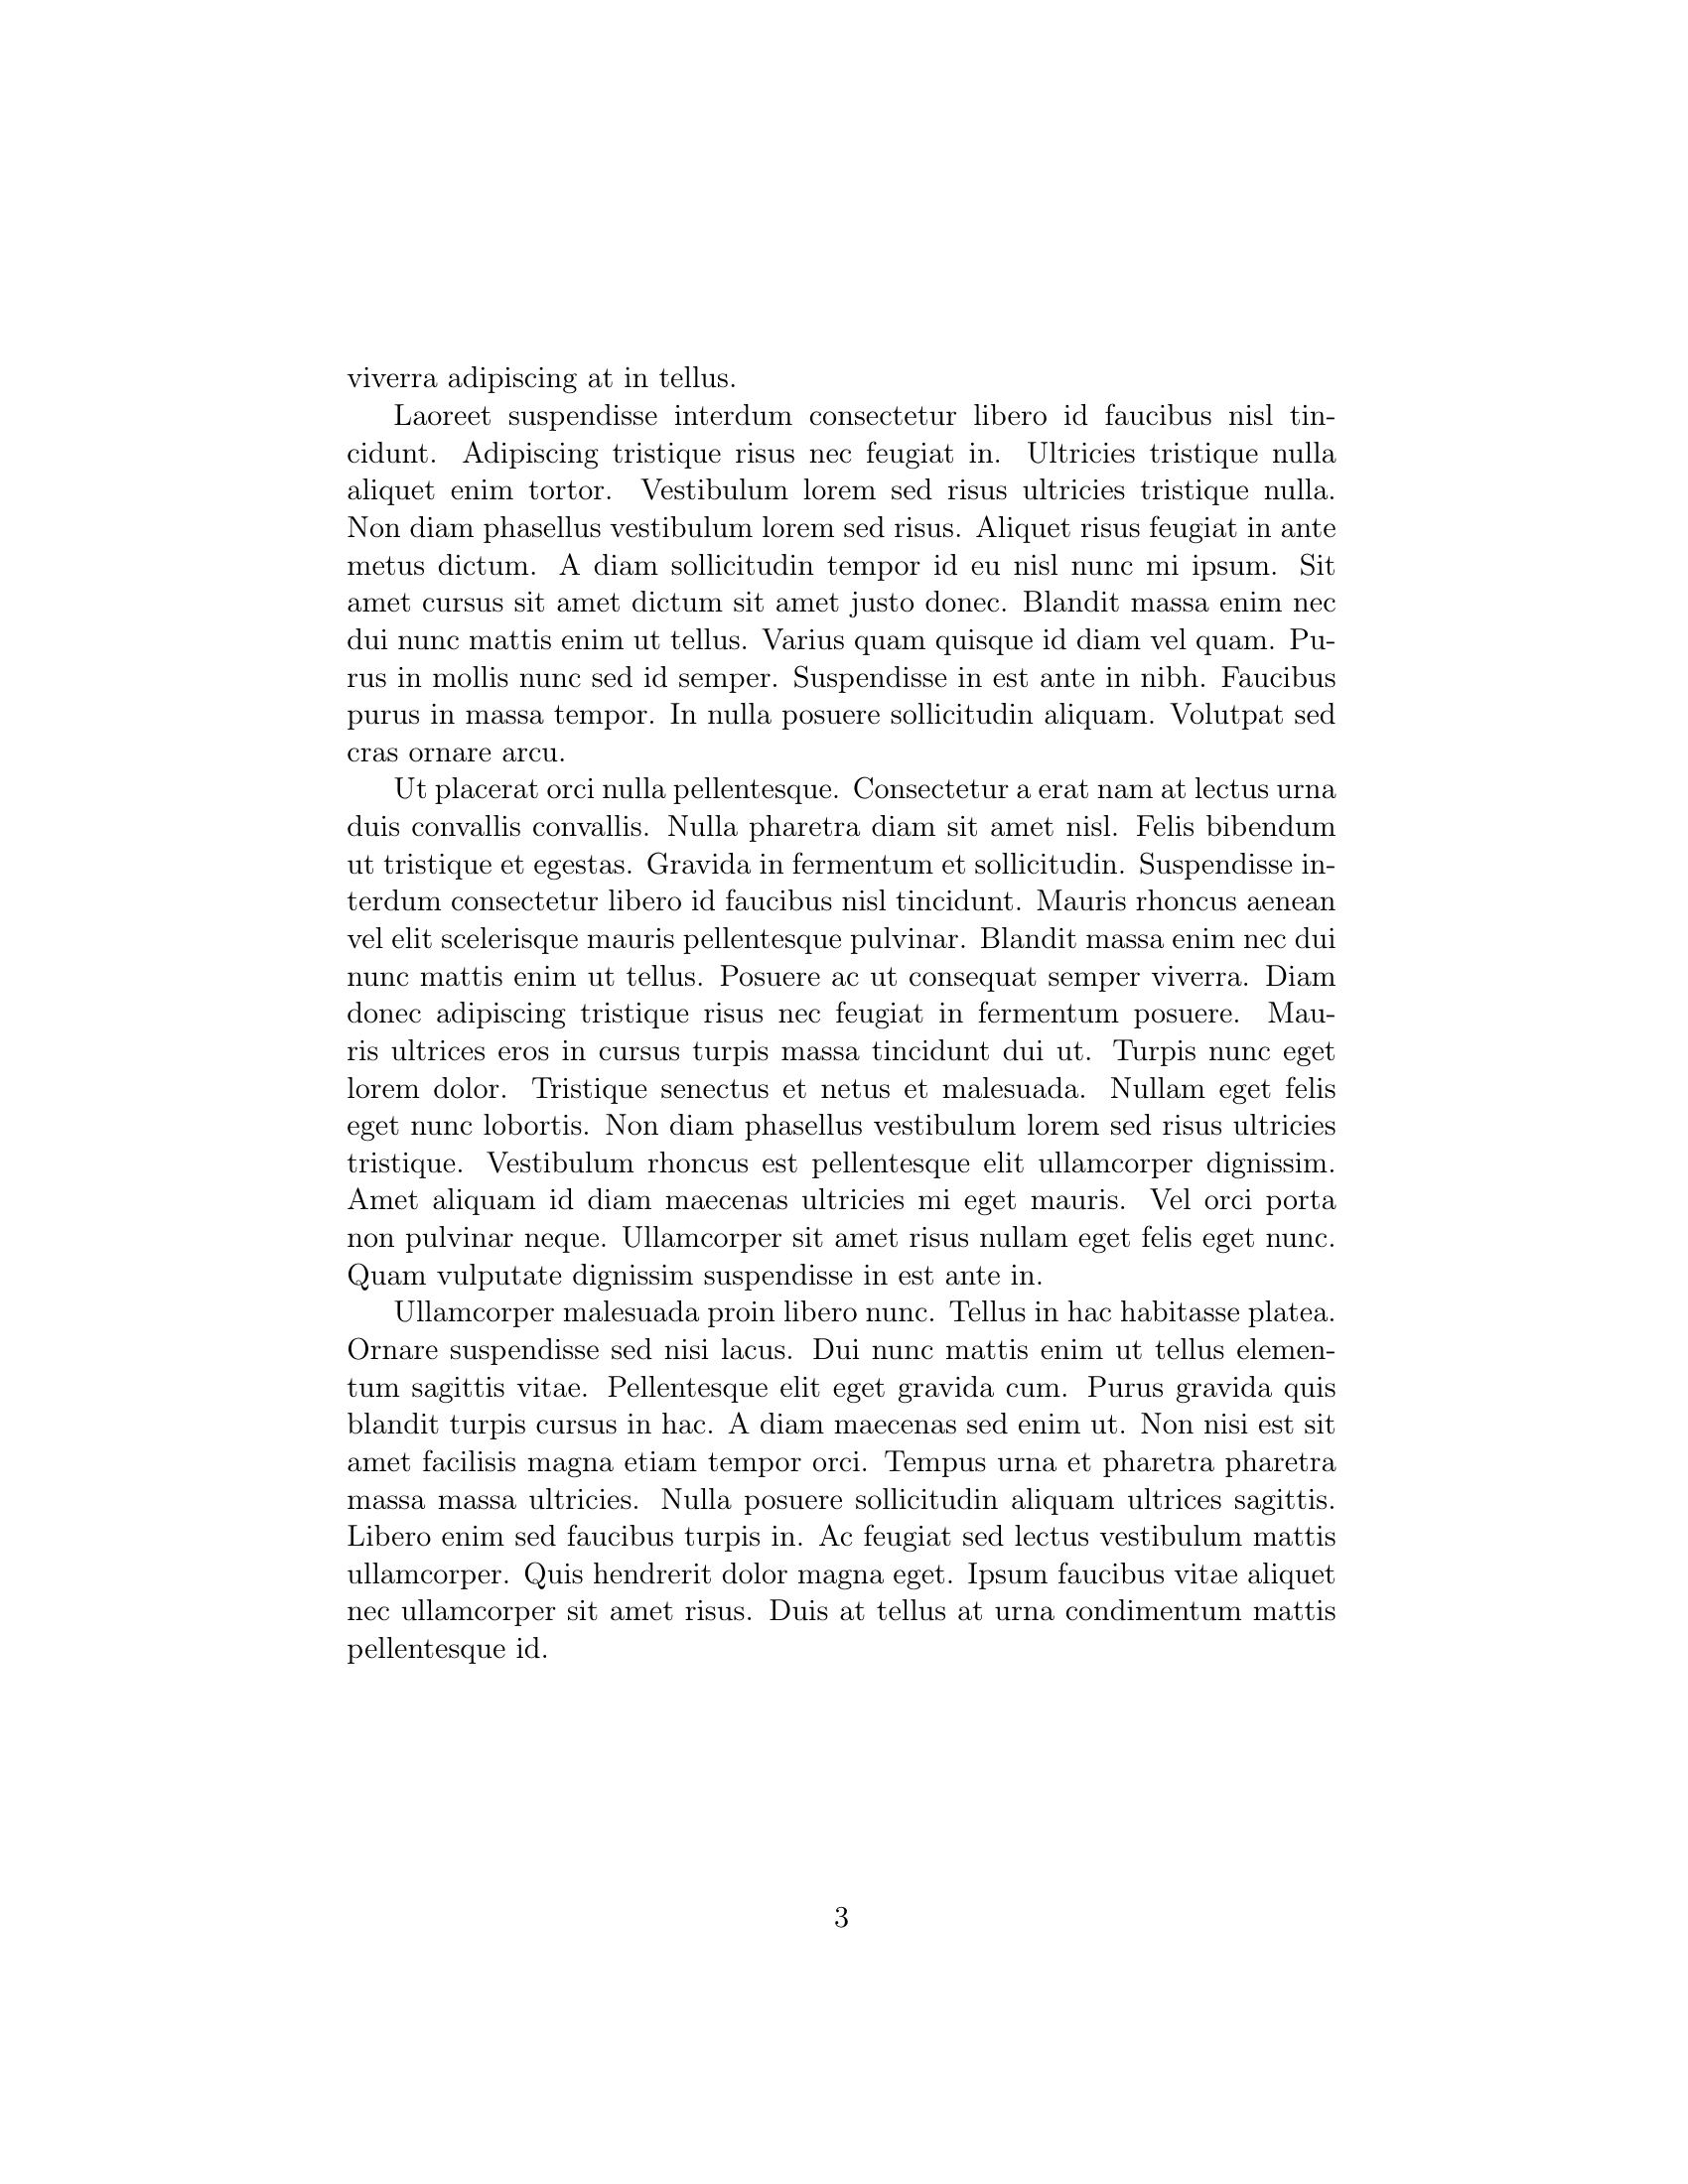 viverra adipiscing at in tellus.
Laoreet suspendisse interdum consectetur libero id faucibus nisl tin-
cidunt. Adipiscing tristique risus nec feugiat in. Ultricies tristique nulla
aliquet enim tortor. Vestibulum lorem sed risus ultricies tristique nulla.
Non diam phasellus vestibulum lorem sed risus. Aliquet risus feugiat in ante
metus dictum. A diam sollicitudin tempor id eu nisl nunc mi ipsum. Sit
amet cursus sit amet dictum sit amet justo donec. Blandit massa enim nec
dui nunc mattis enim ut tellus. Varius quam quisque id diam vel quam. Pu-
rus in mollis nunc sed id semper. Suspendisse in est ante in nibh. Faucibus
purus in massa tempor. In nulla posuere sollicitudin aliquam. Volutpat sed
cras ornare arcu.
Ut placerat orci nulla pellentesque. Consectetur a erat nam at lectus urna
duis convallis convallis. Nulla pharetra diam sit amet nisl. Felis bibendum
ut tristique et egestas. Gravida in fermentum et sollicitudin. Suspendisse in-
terdum consectetur libero id faucibus nisl tincidunt. Mauris rhoncus aenean
vel elit scelerisque mauris pellentesque pulvinar. Blandit massa enim nec dui
nunc mattis enim ut tellus. Posuere ac ut consequat semper viverra. Diam
donec adipiscing tristique risus nec feugiat in fermentum posuere. Mau-
ris ultrices eros in cursus turpis massa tincidunt dui ut. Turpis nunc eget
lorem dolor. Tristique senectus et netus et malesuada. Nullam eget felis
eget nunc lobortis. Non diam phasellus vestibulum lorem sed risus ultricies
tristique. Vestibulum rhoncus est pellentesque elit ullamcorper dignissim.
Amet aliquam id diam maecenas ultricies mi eget mauris. Vel orci porta
non pulvinar neque. Ullamcorper sit amet risus nullam eget felis eget nunc.
Quam vulputate dignissim suspendisse in est ante in.
Ullamcorper malesuada proin libero nunc. Tellus in hac habitasse platea.
Ornare suspendisse sed nisi lacus. Dui nunc mattis enim ut tellus elemen-
tum sagittis vitae. Pellentesque elit eget gravida cum. Purus gravida quis
blandit turpis cursus in hac. A diam maecenas sed enim ut. Non nisi est sit
amet facilisis magna etiam tempor orci. Tempus urna et pharetra pharetra
massa massa ultricies. Nulla posuere sollicitudin aliquam ultrices sagittis.
Libero enim sed faucibus turpis in. Ac feugiat sed lectus vestibulum mattis
ullamcorper. Quis hendrerit dolor magna eget. Ipsum faucibus vitae aliquet
nec ullamcorper sit amet risus. Duis at tellus at urna condimentum mattis
pellentesque id.
3